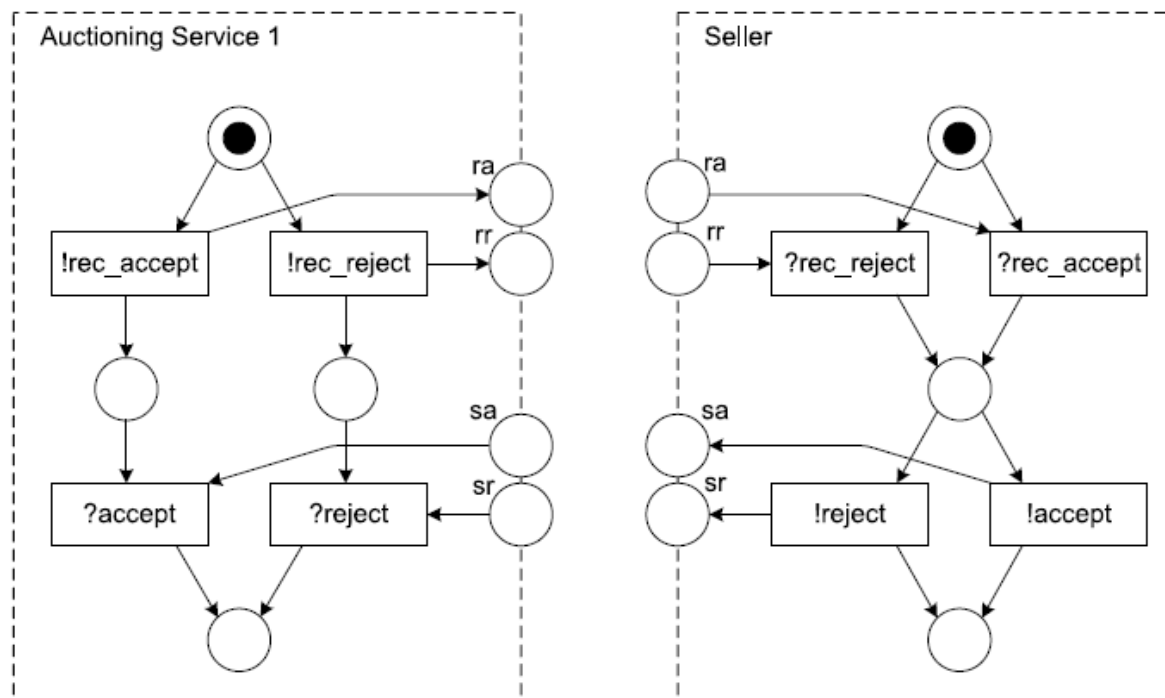 Auctioning Service 1
Seller
ra
ra
rr
rr
!rec_accept
!rec_reject
?rec_reject
?rec_accept
sa
sa
sr
sr
?accept
?reject
!reject
!accept